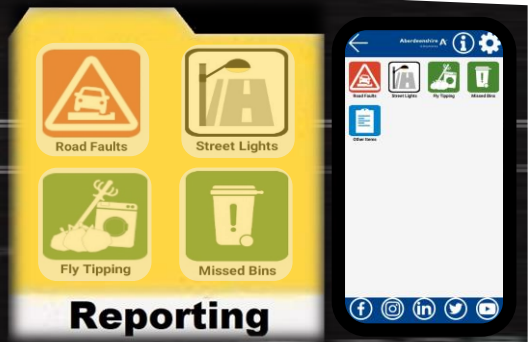 Road Faults
Street Lights
Fly Tipping
Missed Bins
Reporting
Aberdeenshire
Road Faults
Street Lights
Fly Tipping
Missed Bins
Other Items